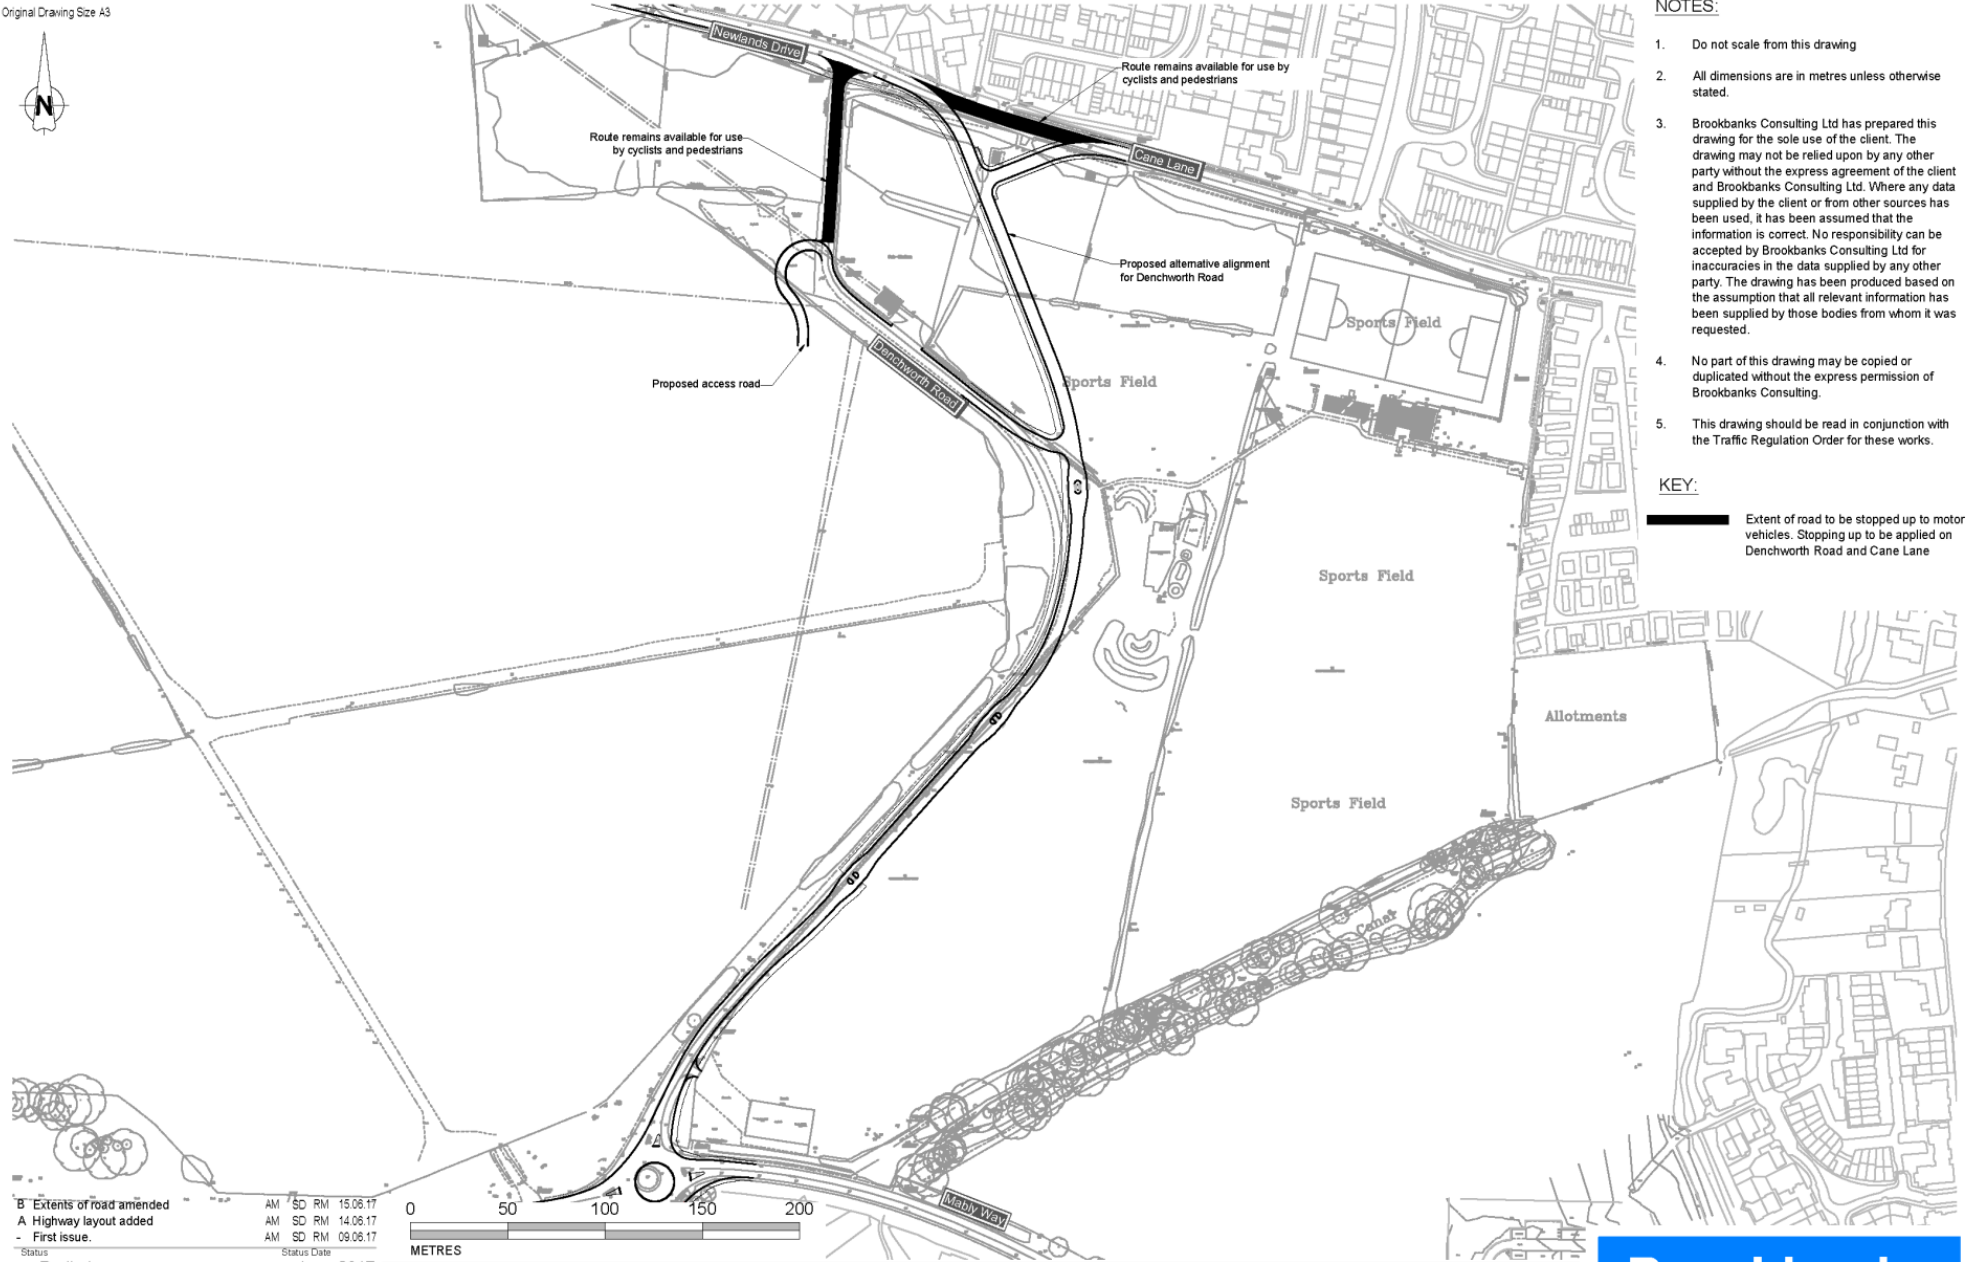 Original Drawing Size A3
N
Newlands Drive
Route remains available for use by
cyclists and pedestrians
Route remains available for use
by cyclists and pedestrians
Cane Lane
Proposed alternative alignment
for Denchworth Road
Proposed access road
Denchworth Road
Sports Field
Sports Field
Sports Field
Allotments
Sports Field
Canal
Mably Way
NOTES:
1. Do not scale from this drawing
2. All dimensions are in metres unless otherwise
stated.
3. Brookbanks Consulting Ltd has prepared this
drawing for the sole use of the client. The
drawing may not be relied upon by any other
party without the express agreement of the client
and Brookbanks Consulting Ltd. Where any data
supplied by the client or from other sources has
been used, it has been assumed that the
information is correct. No responsibility can be
accepted by Brookbanks Consulting Ltd for
inaccuracies in the data supplied by any other
party. The drawing has been produced based on
the assumption that all relevant information has
been supplied by those bodies from whom it was
requested.
4. No part of this drawing may be copied or
duplicated without the express permission of
Brookbanks Consulting.
5. This drawing should be read in conjunction with
the Traffic Regulation Order for these works.
KEY:
Extent of road to be stopped up to motor
vehicles. Stopping up to be applied on
Denchworth Road and Cane Lane
B Extents of road amended AM SD RM 15.06.17
A Highway layout added AM SD RM 14.06.17
- First issue. AM SD RM 09.06.17
Status Status Date
0 50 100 150 200
METRES